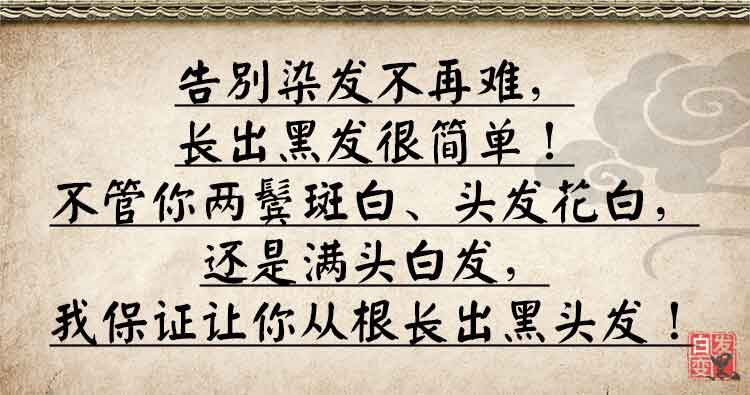 告别染发不再难，
长出黑发很简单！
不管你两鬓斑白、头发花白，
还是满头白发，
我保证让你从根长出黑头发！
白发
变黑